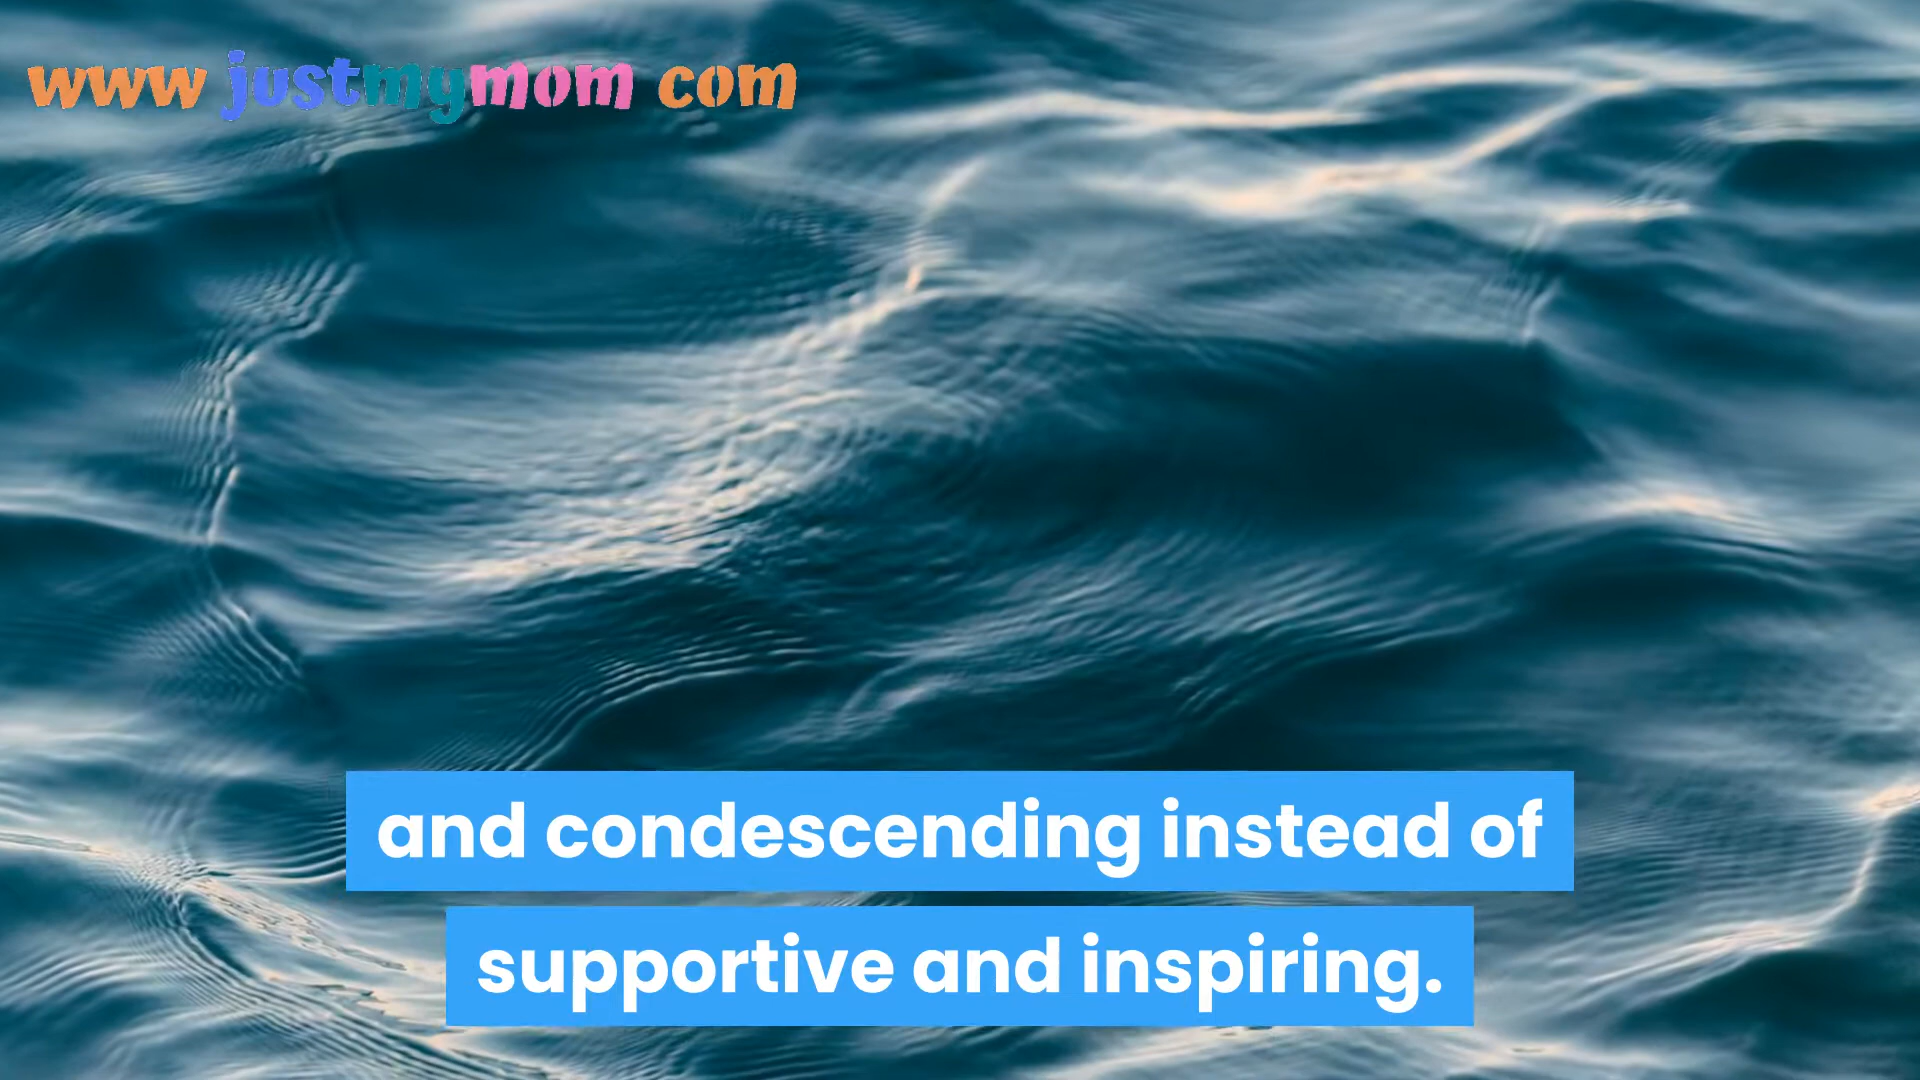 www justmymom com
and condescending instead of
supportive and inspiring.